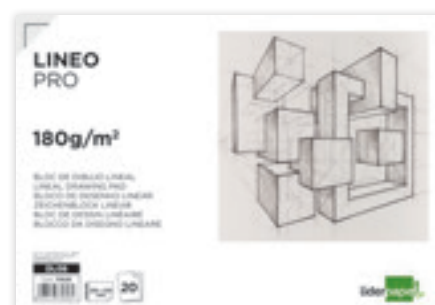 LINEO
PRO
180g/m²
BLOC DE DIBUJO LINEAL
LINEAL DRAWING PAD
BLOCO DE DESENHO LINEAR
ZEICHENBLOCK LINEAR
BLOC DE DESSIN LINEAIRE
BLOCCO DA DISEGNO LINEARE
20
liderpapel